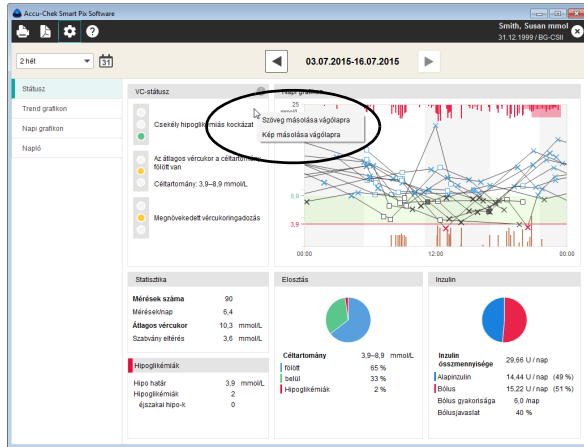 Accu-Chek Smart Pix Software
Smith, Susan mmol
31.12.1999 / BG-CSII
2 hét
31
03.07.2015-16.07.2015
Státusz
Trend grafikon
Napi grafikon
Napló
VC-státusz
Csekély hipoglikémiás kockázat
Az átlagos vércukor a céltartomány
fölött van
Céltartomány: 3,9–8,9 mmol/L
Megnövekedett vércukoringadozás
Szöveg másolása vágólapra
Kép másolása vágólapra
Napi grafikon
25
mmol/l
8,9
3,9
00:00
12:00
00:00
Statisztika
Mérések száma 90
Mérések/nap 6,4
Átlagos vércukor 10,3 mmol/L
Szabvány eltérés 3,6 mmol/L
Hipoglikémiák
Hipo határ 3,9 mmol/L
Hipoglikémiák 2
éjszakai hipo-k 0
Elosztás
Céltartomány 3,9–8,9 mmol/L
fölött 65 %
belül 33 %
Hipoglikémiák 2 %
Inzulin
Inzulin
összmennyisége 29,66 U / nap
Alapinzulin 14,44 U / nap (49 %)
Bólus 15,22 U / nap (51 %)
Bólus gyakorisága 6,0 /nap
Bólusjavaslat 40 %